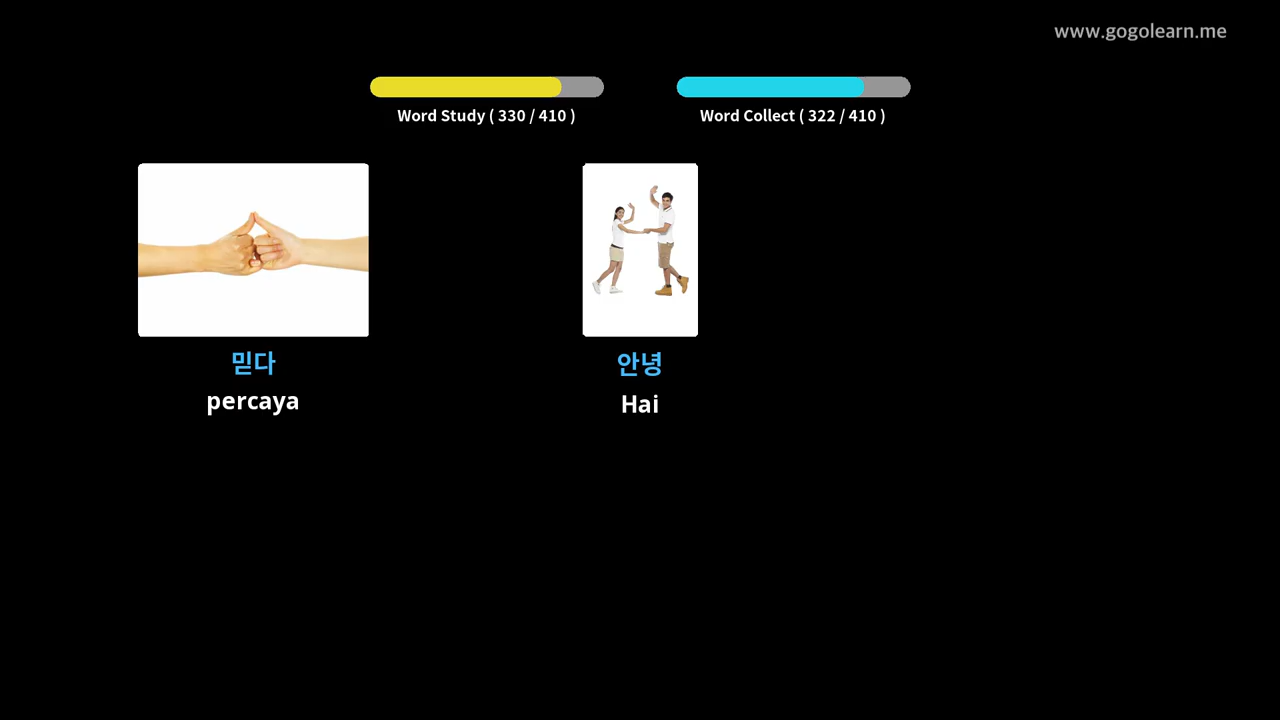 www.gogolearn.me
Word Study ( 330 / 410 )
Word Collect ( 322 / 410 )
믿다
percaya
안녕
Hai